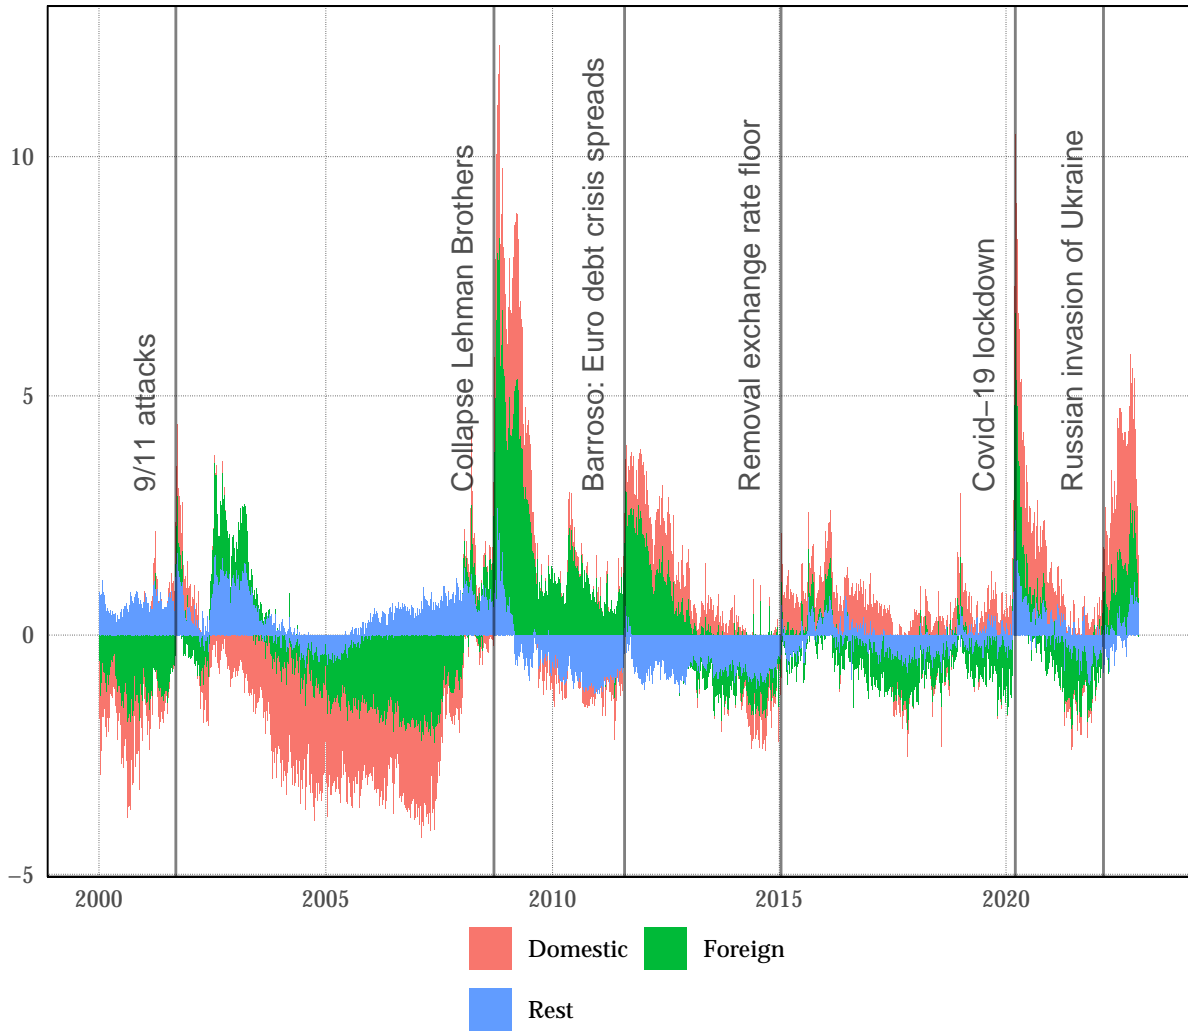 10
5
0
−5
9/11 attacks
Collapse Lehman Brothers
Barroso: Euro debt crisis spreads
Removal exchange rate floor
Covid−19 lockdown
Russian invasion of Ukraine
2000 2005 2010 2015 2020
Domestic Foreign
Rest